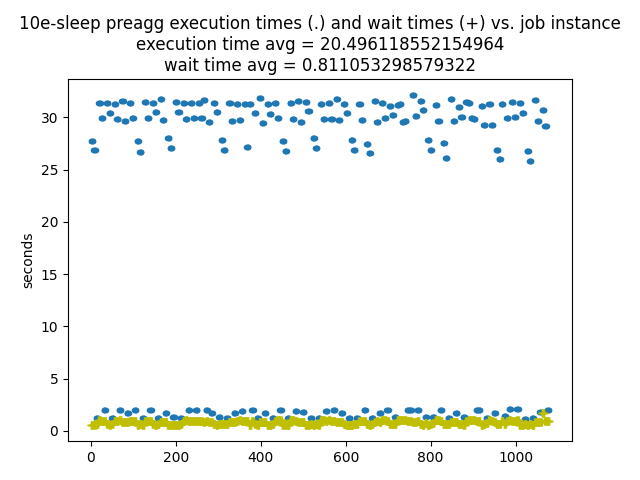 10e-sleep preagg execution times (.) and wait times (+) vs. job instance
execution time avg = 20.496118552154964
wait time avg = 0.811053298579322
30
25
20
15
10
5
0
seconds
0 200 400 600 800 1000